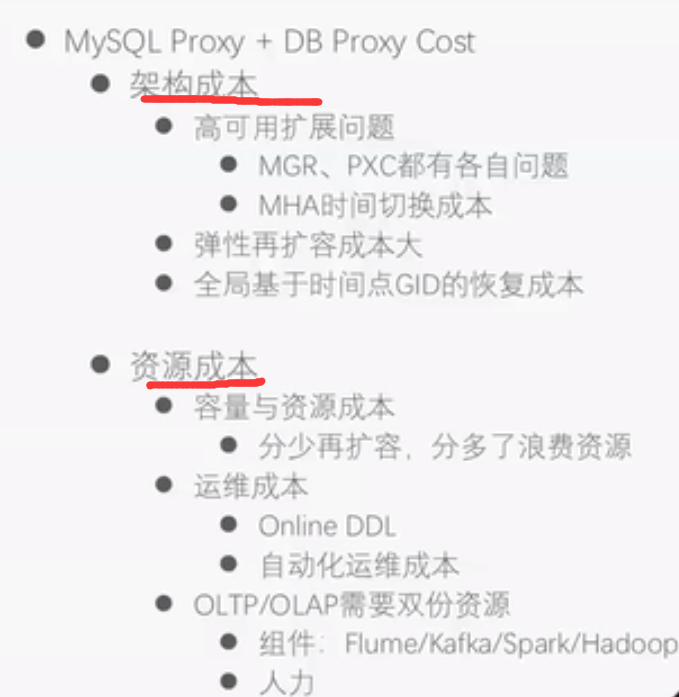 MySQL Proxy + DB Proxy Cost
架构成本
高可用扩展问题
MGR、PXC都有各自问题
MHA时间切换成本
弹性再扩容成本大
全局基于时间点GID的恢复成本
资源成本
容量与资源成本
分少再扩容，分多了浪费资源
运维成本
Online DDL
自动化运维成本
OLTP/OLAP需要双份资源
组件：Flume/Kafka/Spark/Hadoop
人力